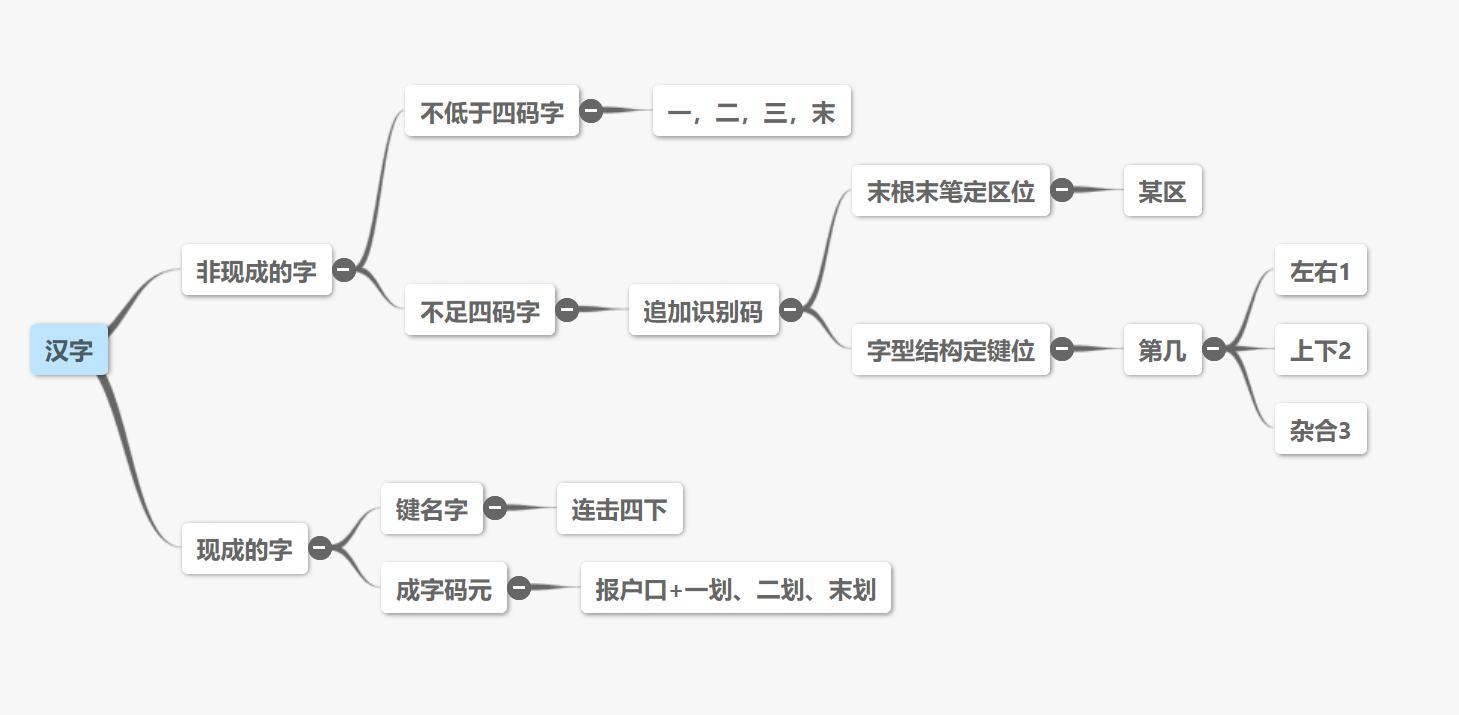 汉字
非现成的字
不低于四码字
一，二，三，末
不足四码字
追加识别码
末根末笔定区位
某区
字型结构定键位
第几
左右1
上下2
杂合3
现成的字
键名字
连击四下
成字码元
报户口+一划、二划、末划